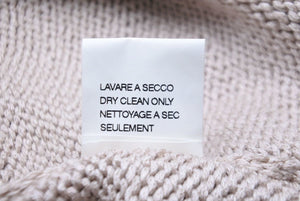 LAVARE A SECCO
DRY CLEAN ONLY
NETTOYAGE A SEC
SEULEMENT